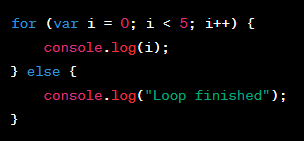 for (var i = 0; i < 5; i++) {
    console.log(i);
} else {
    console.log("Loop finished");
}